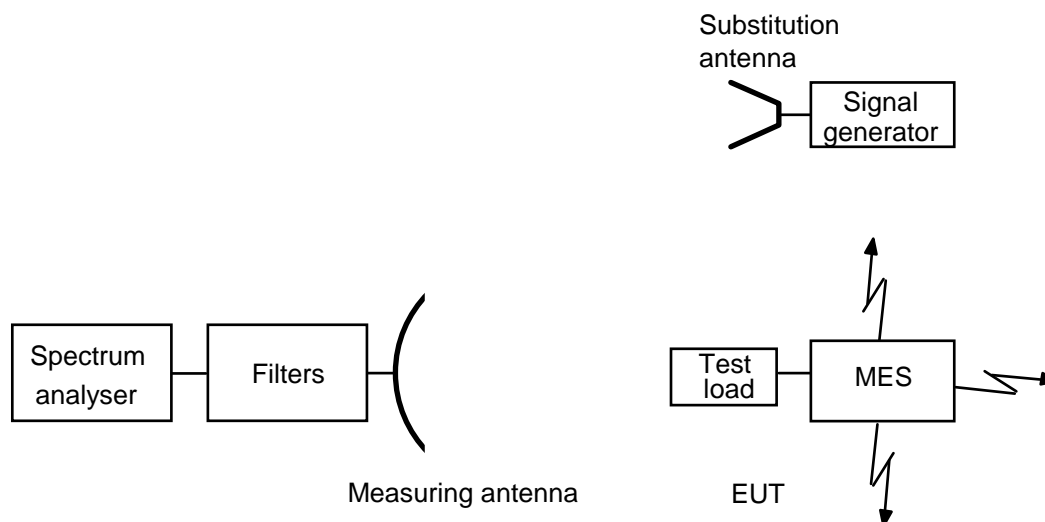 Substitution
antenna
Signal
generator
Spectrum
analyser
Filters
Test
load
MES
Measuring antenna
EUT